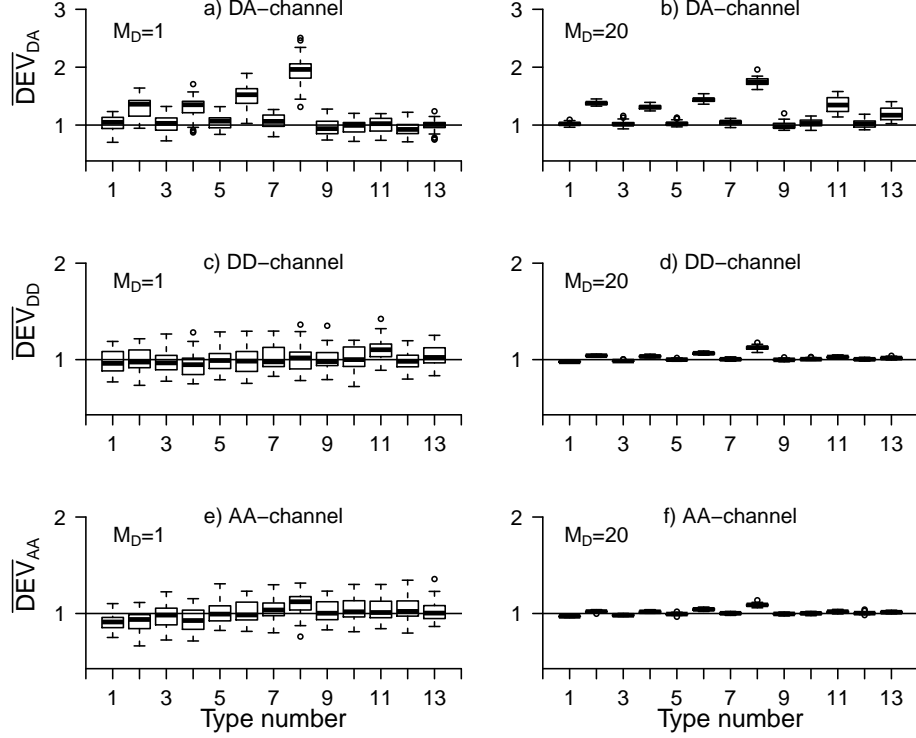 a) DA−channel
M_D=1
DEV_DA
3
2
1
1 3 5 7 9 11 13
b) DA−channel
M_D=20
3
2
1
1 3 5 7 9 11 13
c) DD−channel
M_D=1
DEV_DD
2
1
1 3 5 7 9 11 13
d) DD−channel
M_D=20
2
1
1 3 5 7 9 11 13
e) AA−channel
M_D=1
DEV_AA
2
1
1 3 5 7 9 11 13
Type number
f) AA−channel
M_D=20
2
1
1 3 5 7 9 11 13
Type number